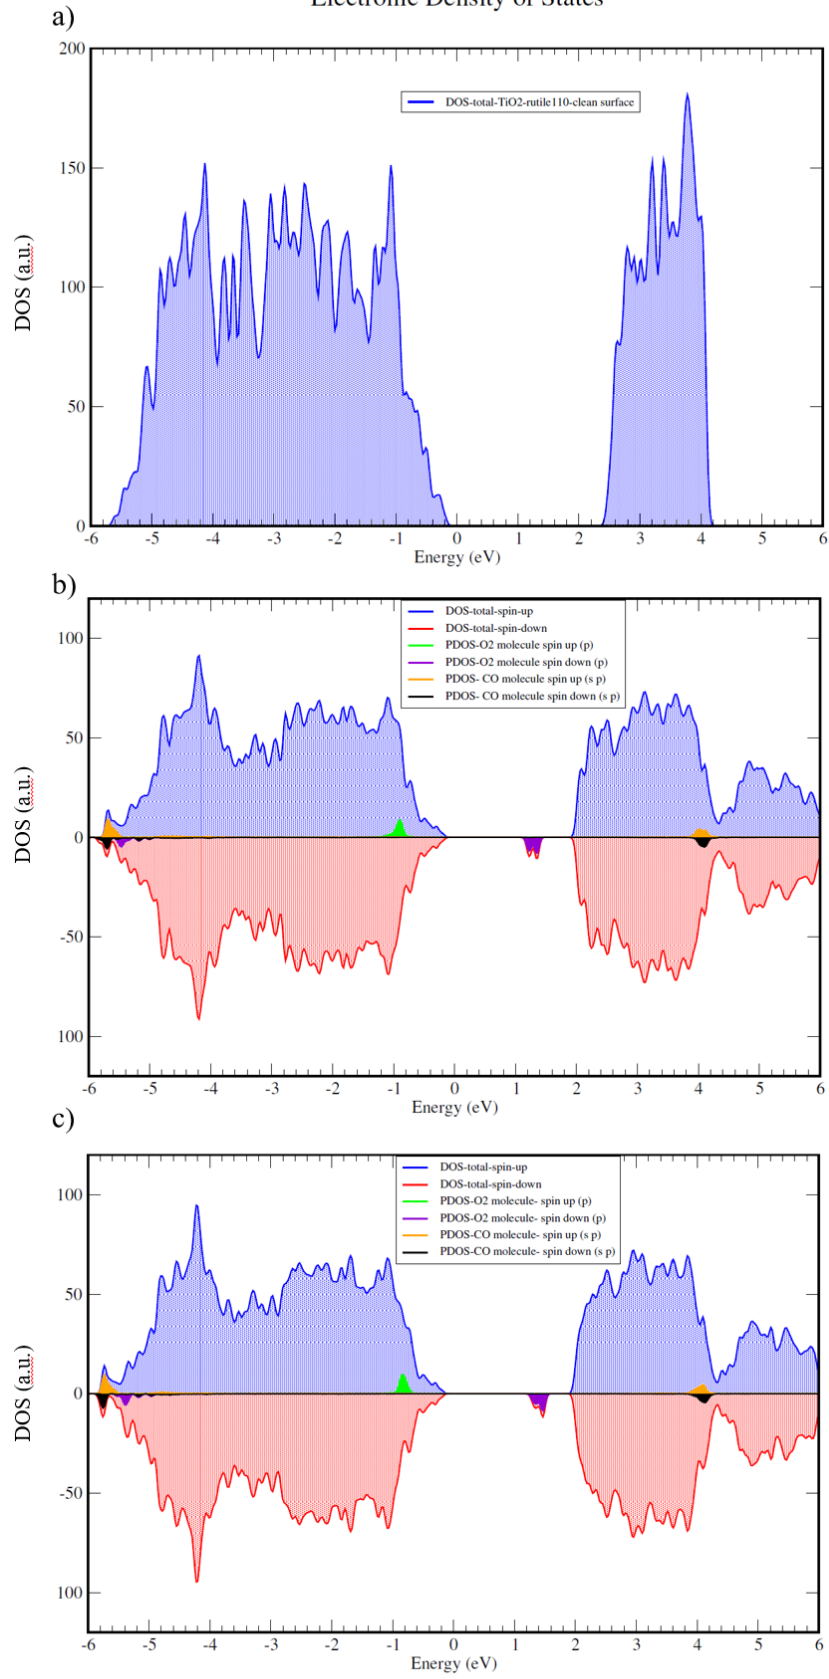 Electronic Density of States
a)
200
DOS-total-TiO2-rutile110-clean surface
150
DOS (a.u.)
100
50
0
-6 -5 -4 -3 -2 -1 0 1 2 3 4 5 6
Energy (eV)
b)
DOS-total-spin-up
DOS-total-spin-down
PDOS-O2 molecule spin up (p)
PDOS-O2 molecule spin down (p)
PDOS- CO molecule spin up (s p)
PDOS- CO molecule spin down (s p)
100
50
DOS (a.u.)
0
-50
100
-6 -5 -4 -3 -2 -1 0 1 2 3 4 5 6
Energy (eV)
c)
DOS-total-spin-up
DOS-total-spin-down
PDOS-O2 molecule- spin up (p)
PDOS-O2 molecule- spin down (p)
PDOS-CO molecule- spin up (s p)
PDOS-CO molecule- spin down (s p)
100
50
DOS (a.u.)
0
-50
100
-6 -5 -4 -3 -2 -1 0 1 2 3 4 5 6
Energy (eV)